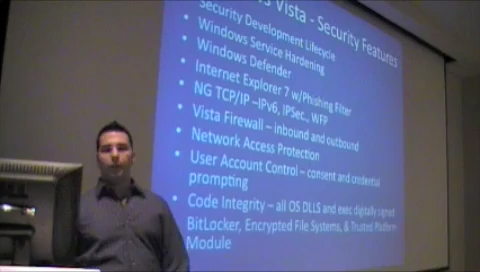 s Vista - Security Features
Security Development Lifecycle
• Windows Service Hardening
• Windows Defender
• Internet Explorer 7 w/Phishing Filter
• NG TCP/IP –IPv6, IPSec., WFP
• Vista Firewall – inbound and outbound
• Network Access Protection
• User Account Control – consent and credential
prompting
• Code Integrity – all OS DLLS and exec digitally signed
BitLocker, Encrypted File Systems, & Trusted Platform
Module